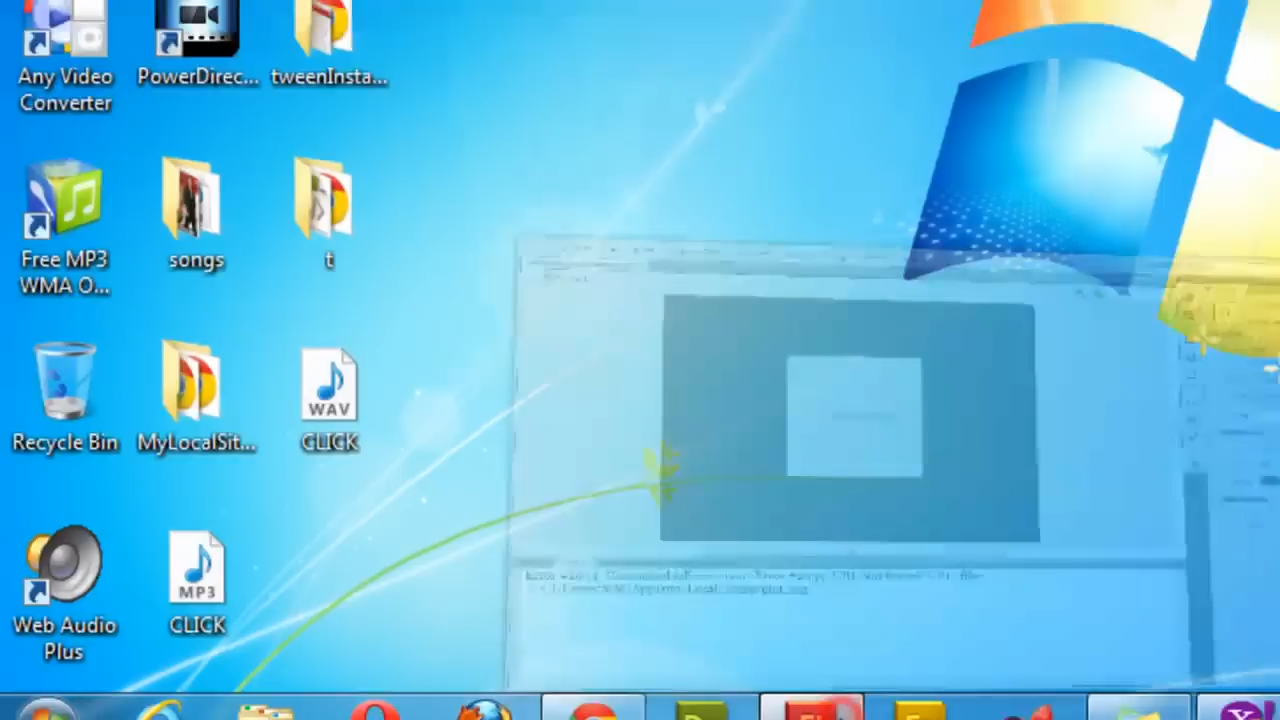 Any Video
Converter
PowerDirec...
tweenInsta...
Free MP3
WMA O...
songs
t
Recycle Bin
MyLocalSit...
WAV
CLICK
Web Audio
Plus
MP3
CLICK